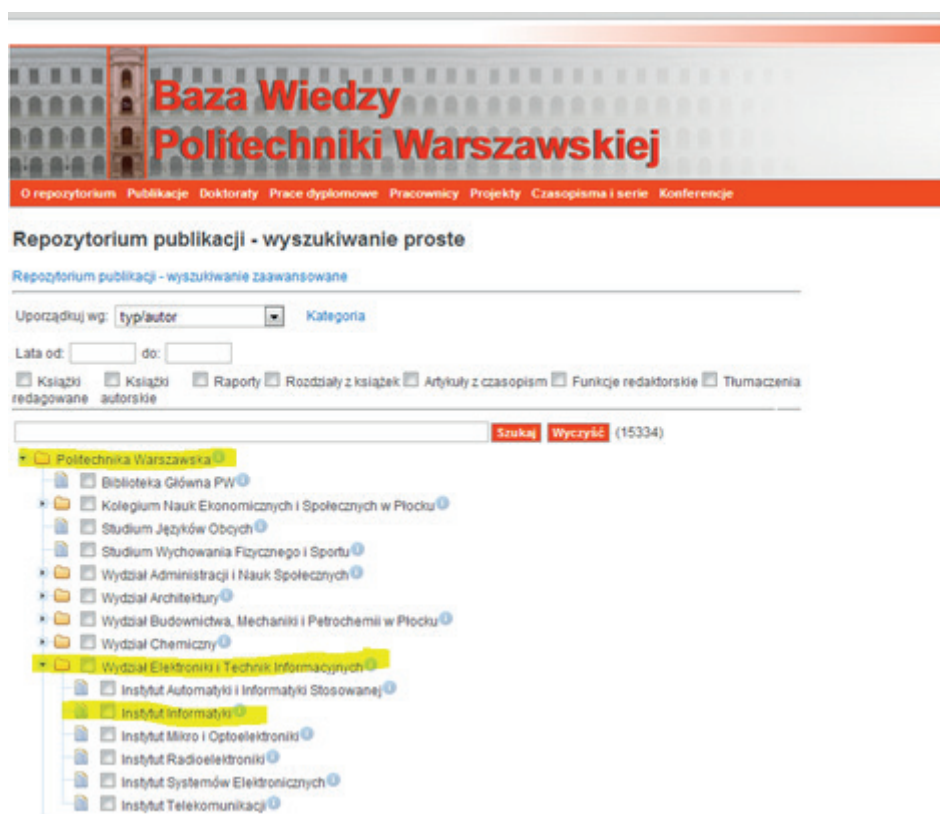 Baza Wiedzy
Politechniki Warszawskiej
O repozytorium Publikacje Doktoraty Prace dyplomowe Pracownicy Projekty Czasopisma i serie Konferencje
Repozytorium publikacji - wyszukiwanie proste
Repozytorium publikacji - wyszukiwanie zaawansowane
Uporządkuj wg: typ/autor Kategoria
Lata od: do:
Książki Książki Raporty Rozdziały z książek Artykuły z czasopism Funkcje redaktorskie Tłumaczenia
redagowane autorskie
Szukaj Wyczyść (15334)
Politechnika Warszawska
Biblioteka Główna PW
Kolegium Nauk Ekonomicznych i Społecznych w Płocku
Studium Języków Obcych
Studium Wychowania Fizycznego i Sportu
Wydział Administracji i Nauk Społecznych
Wydział Architektury
Wydział Budownictwa, Mechaniki i Petrochemii w Płocku
Wydział Chemiczny
Wydział Elektroniki i Technik Informacyjnych
Instytut Automatyki i Informatyki Stosowanej
Instytut Informatyki
Instytut Mikro i Optoelektroniki
Instytut Radioelektroniki
Instytut Systemów Elektronicznych
Instytut Telekomunikacji